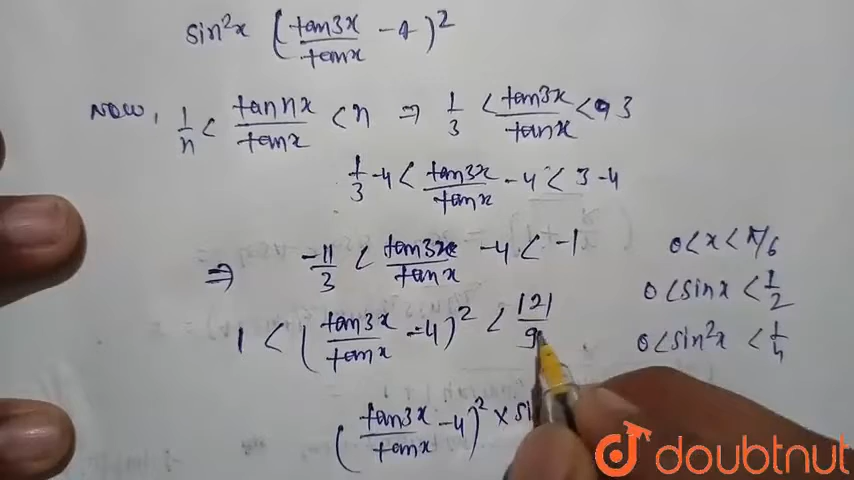 sin²x (tan3x/tanx - 4)²
Now, 1/n < tan nx/tanx < n ⇒ 1/3 < tan3x/tanx < 3
1/3 - 4 < tan3x/tanx - 4 < 3 - 4
⇒ -11/3 < tan3x/tanx - 4 < -1
1 < (tan3x/tanx - 4)² < 121/9
(tan3x/tanx - 4)² × si
0 < x < π/6
0 < sinx < 1/2
0 < sin²x < 1/4
doubtnut